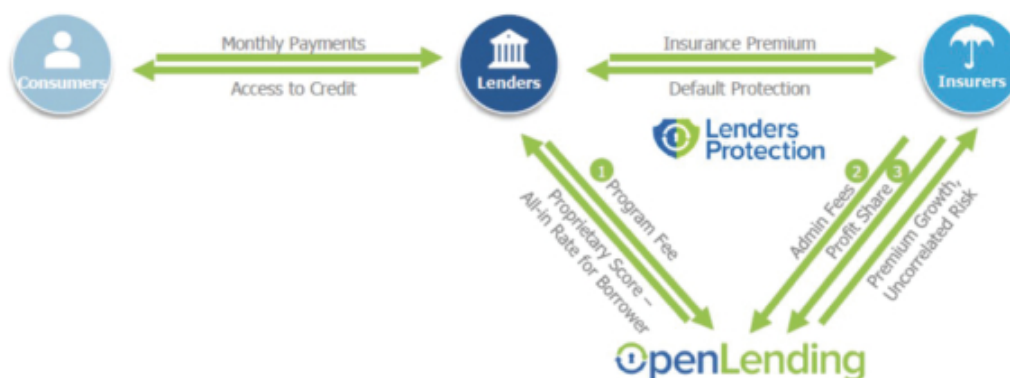 Monthly Payments
Access to Credit
Consumers
Lenders
Insurance Premium
Default Protection
Insurers
Lenders
Protection
1 Program Fee
Proprietary Score –
All-in Rate for Borrower
2 Admin Fees
3 Profit Share
Premium Growth,
Uncorrelated Risk
OpenLending